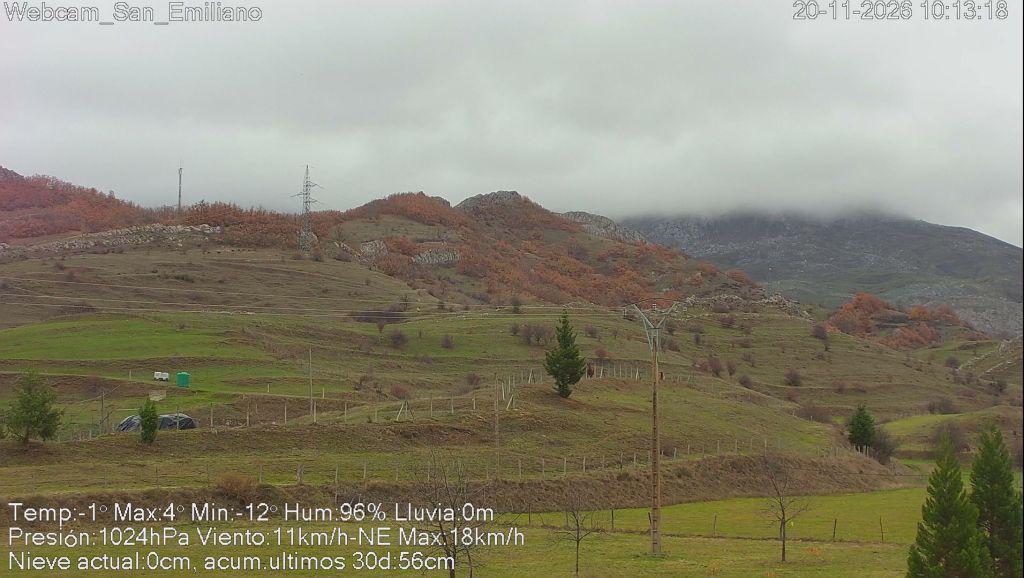 Webcam_San_Emiliano
20-11-2026 10:13:18
Temp:-1° Max:4° Min:-12° Hum:96% Lluvia:0m
Presión:1024hPa Viento:11km/h-NE Max:18km/h
Nieve actual:0cm, acum.ultimos 30d:56cm